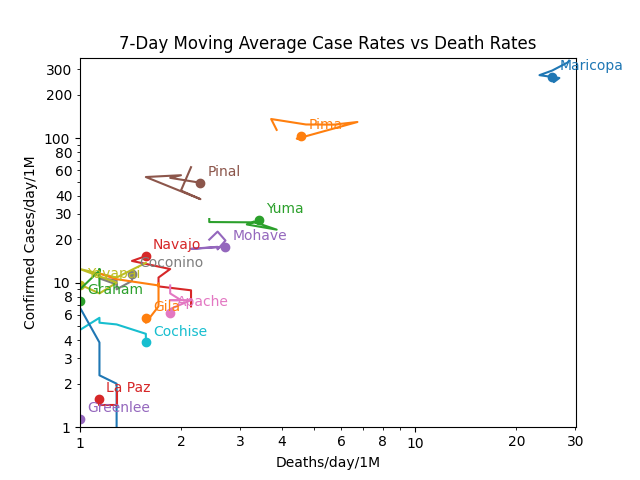 7-Day Moving Average Case Rates vs Death Rates
Confirmed Cases/day/1M
300
200
100
80
60
40
30
20
10
8
6
4
3
2
1
Maricopa
Pima
Pinal
Yuma
Mohave
Navajo
Coconino
Yavapai
Graham
Apache
Gila
Cochise
La Paz
Greenlee
1
2
3
4
6
8
10
20
30
Deaths/day/1M